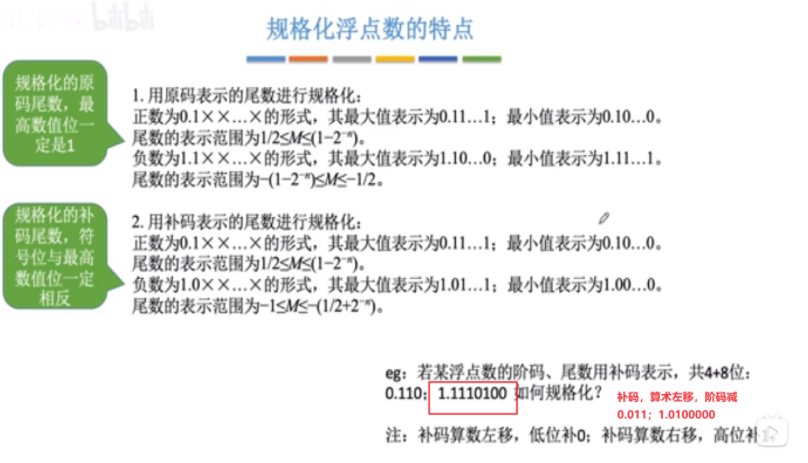 bilibili
规格化浮点数的特点
规格化的原
码尾数，最
高数值位一
定是1
1. 用原码表示的尾数进行规格化：
正数为0.1××…×的形式，其最大值表示为0.11…1；最小值表示为0.10…0。
尾数的表示范围为1/2≤M≤(1−2⁻ⁿ)。
负数为1.1××…×的形式，其最大值表示为1.10…0；最小值表示为1.11…1。
尾数的表示范围为−(1−2⁻ⁿ)≤M≤−1/2。
规格化的补
码尾数，符
号位与最高
数值位一定
相反
2. 用补码表示的尾数进行规格化：
正数为0.1××…×的形式，其最大值表示为0.11…1；最小值表示为0.10…0。
尾数的表示范围为1/2≤M≤(1−2⁻ⁿ)。
负数为1.0××…×的形式，其最大值表示为1.01…1；最小值表示为1.00…0。
尾数的表示范围为−1≤M≤−(1/2+2⁻ⁿ)。
eg：若某浮点数的阶码、尾数用补码表示，共4+8位：
0.110；1.1110100 如何规格化？
补码，算术左移，阶码减
0.011；1.0100000
注：补码算数左移，低位补0；补码算数右移，高位补1。